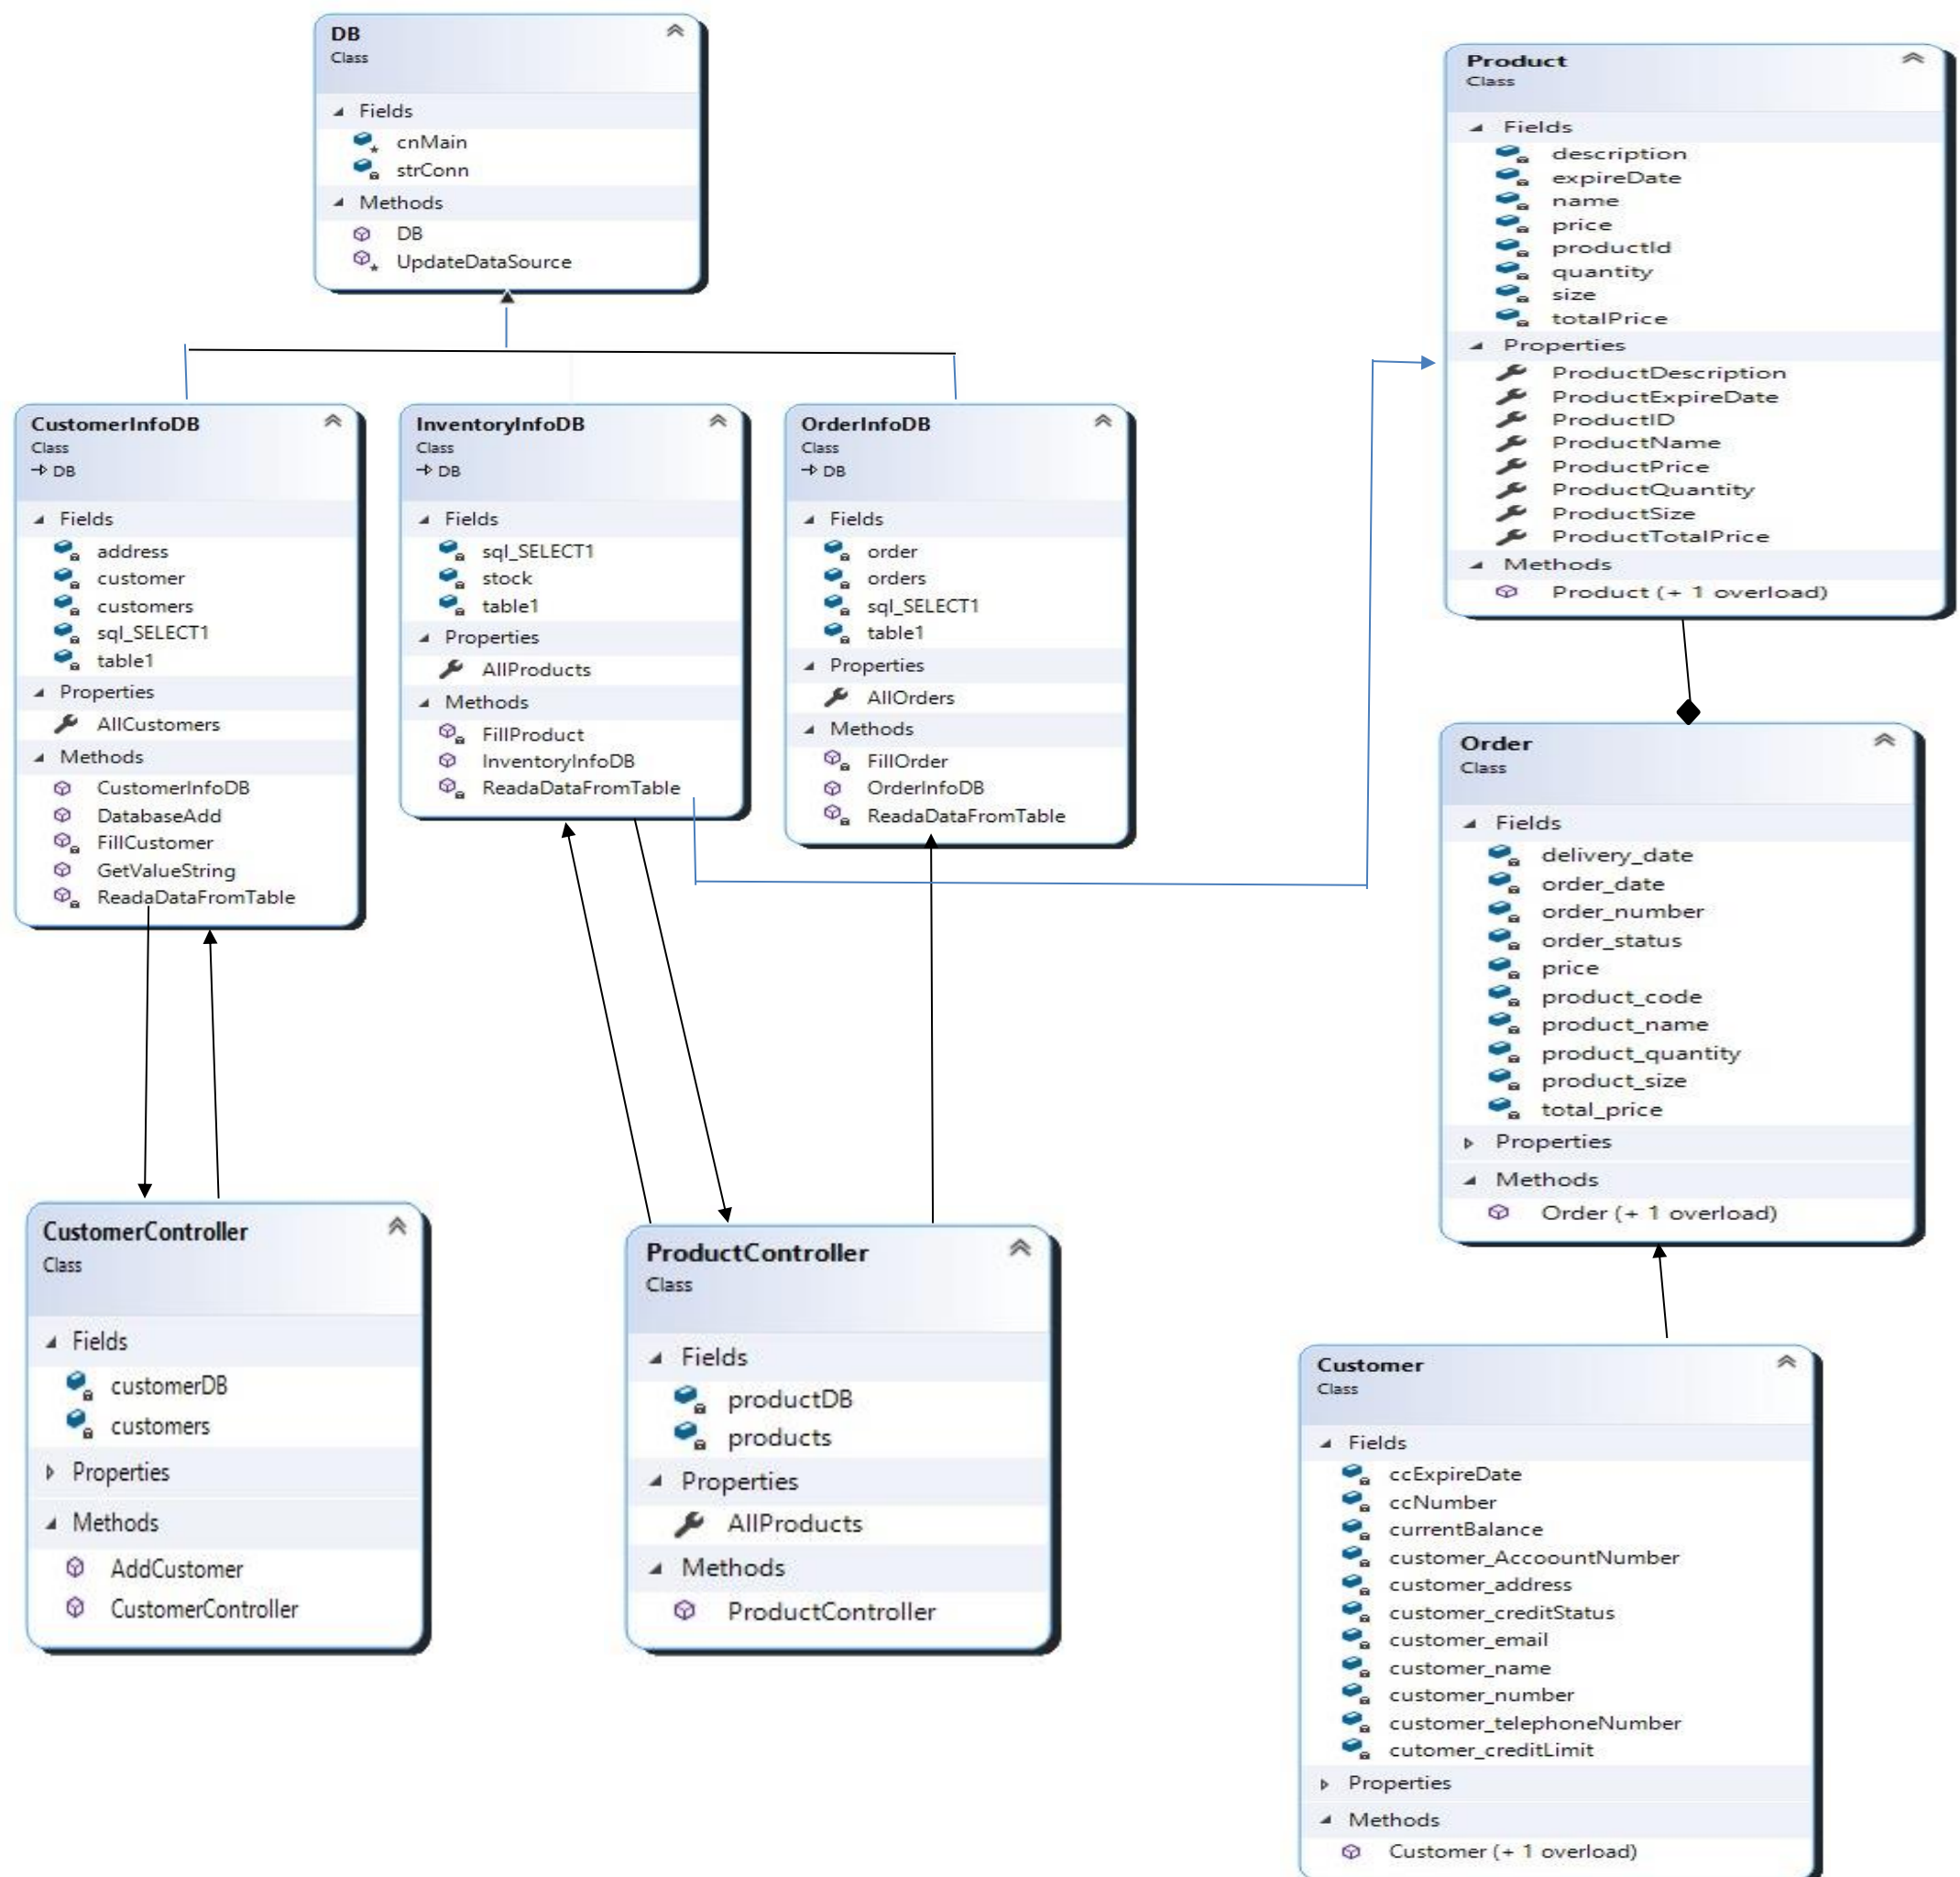 DB
Class
Fields
cnMain
strConn
Methods
DB
UpdateDataSource
CustomerInfoDB
Class
DB
Fields
address
customer
customers
sql_SELECT1
table1
Properties
AllCustomers
Methods
CustomerInfoDB
DatabaseAdd
FillCustomer
GetValueString
ReadaDataFromTable
InventoryInfoDB
Class
DB
Fields
sql_SELECT1
stock
table1
Properties
AllProducts
Methods
FillProduct
InventoryInfoDB
ReadaDataFromTable
OrderInfoDB
Class
DB
Fields
order
orders
sql_SELECT1
table1
Properties
AllOrders
Methods
FillOrder
OrderInfoDB
ReadaDataFromTable
Product
Class
Fields
description
expireDate
name
price
productId
quantity
size
totalPrice
Properties
ProductDescription
ProductExpireDate
ProductID
ProductName
ProductPrice
ProductQuantity
ProductSize
ProductTotalPrice
Methods
Product (+ 1 overload)
Order
Class
Fields
delivery_date
order_date
order_number
order_status
price
product_code
product_name
product_quantity
product_size
total_price
Properties
Methods
Order (+ 1 overload)
CustomerController
Class
Fields
customerDB
customers
Properties
Methods
AddCustomer
CustomerController
ProductController
Class
Fields
productDB
products
Properties
AllProducts
Methods
ProductController
Customer
Class
Fields
ccExpireDate
ccNumber
currentBalance
customer_AccoountNumber
customer_address
customer_creditStatus
customer_email
customer_name
customer_number
customer_telephoneNumber
cutomer_creditLimit
Properties
Methods
Customer (+ 1 overload)